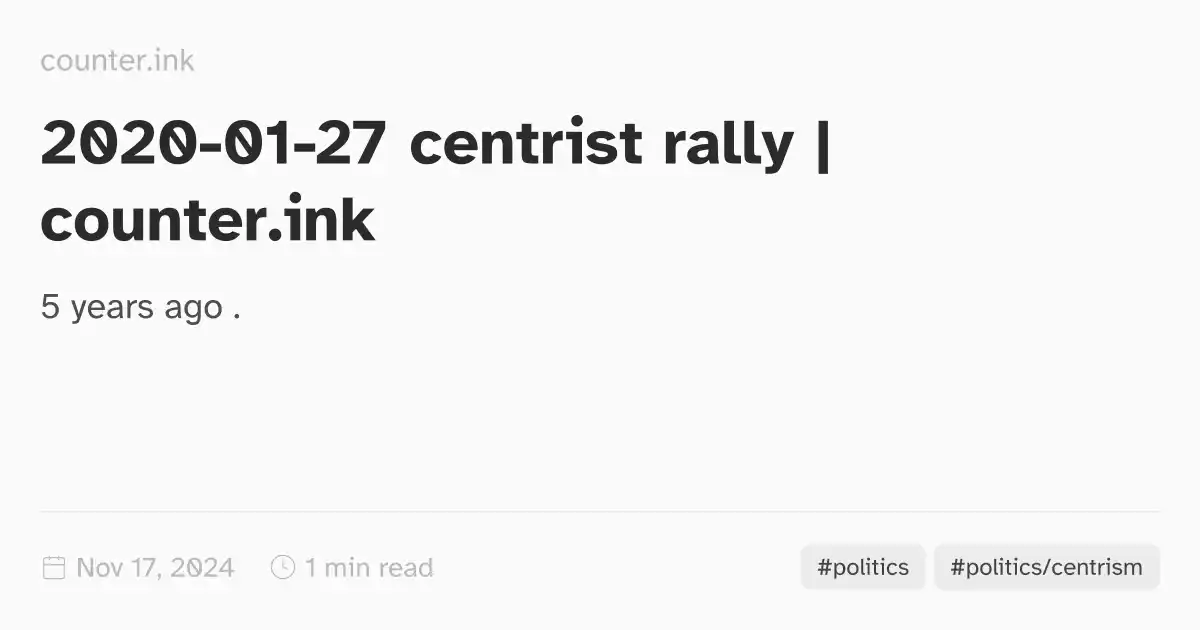 counter.ink
2020-01-27 centrist rally |
counter.ink
5 years ago .
Nov 17, 2024 1 min read #politics #politics/centrism